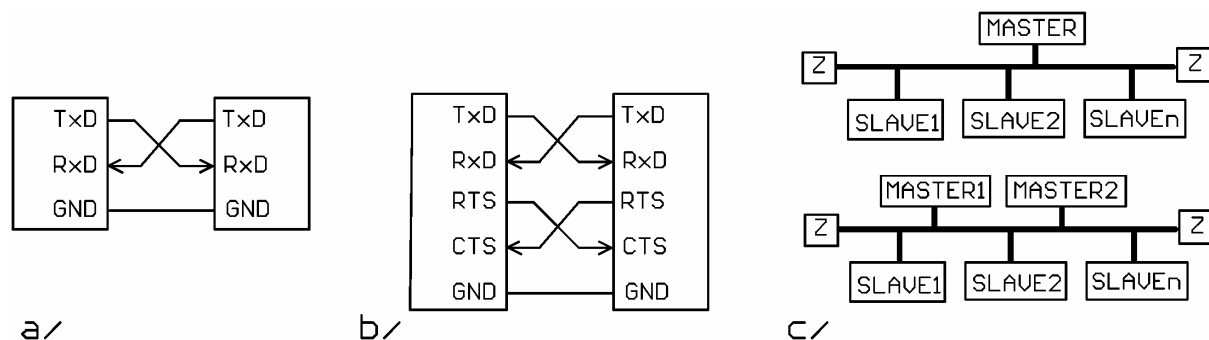 TxD
RxD
GND
TxD
RxD
GND
a/
TxD
RxD
RTS
CTS
GND
TxD
RxD
RTS
CTS
GND
b/
MASTER
Z
Z
SLAVE1
SLAVE2
SLAVEn
MASTER1
MASTER2
Z
Z
SLAVE1
SLAVE2
SLAVEn
c/